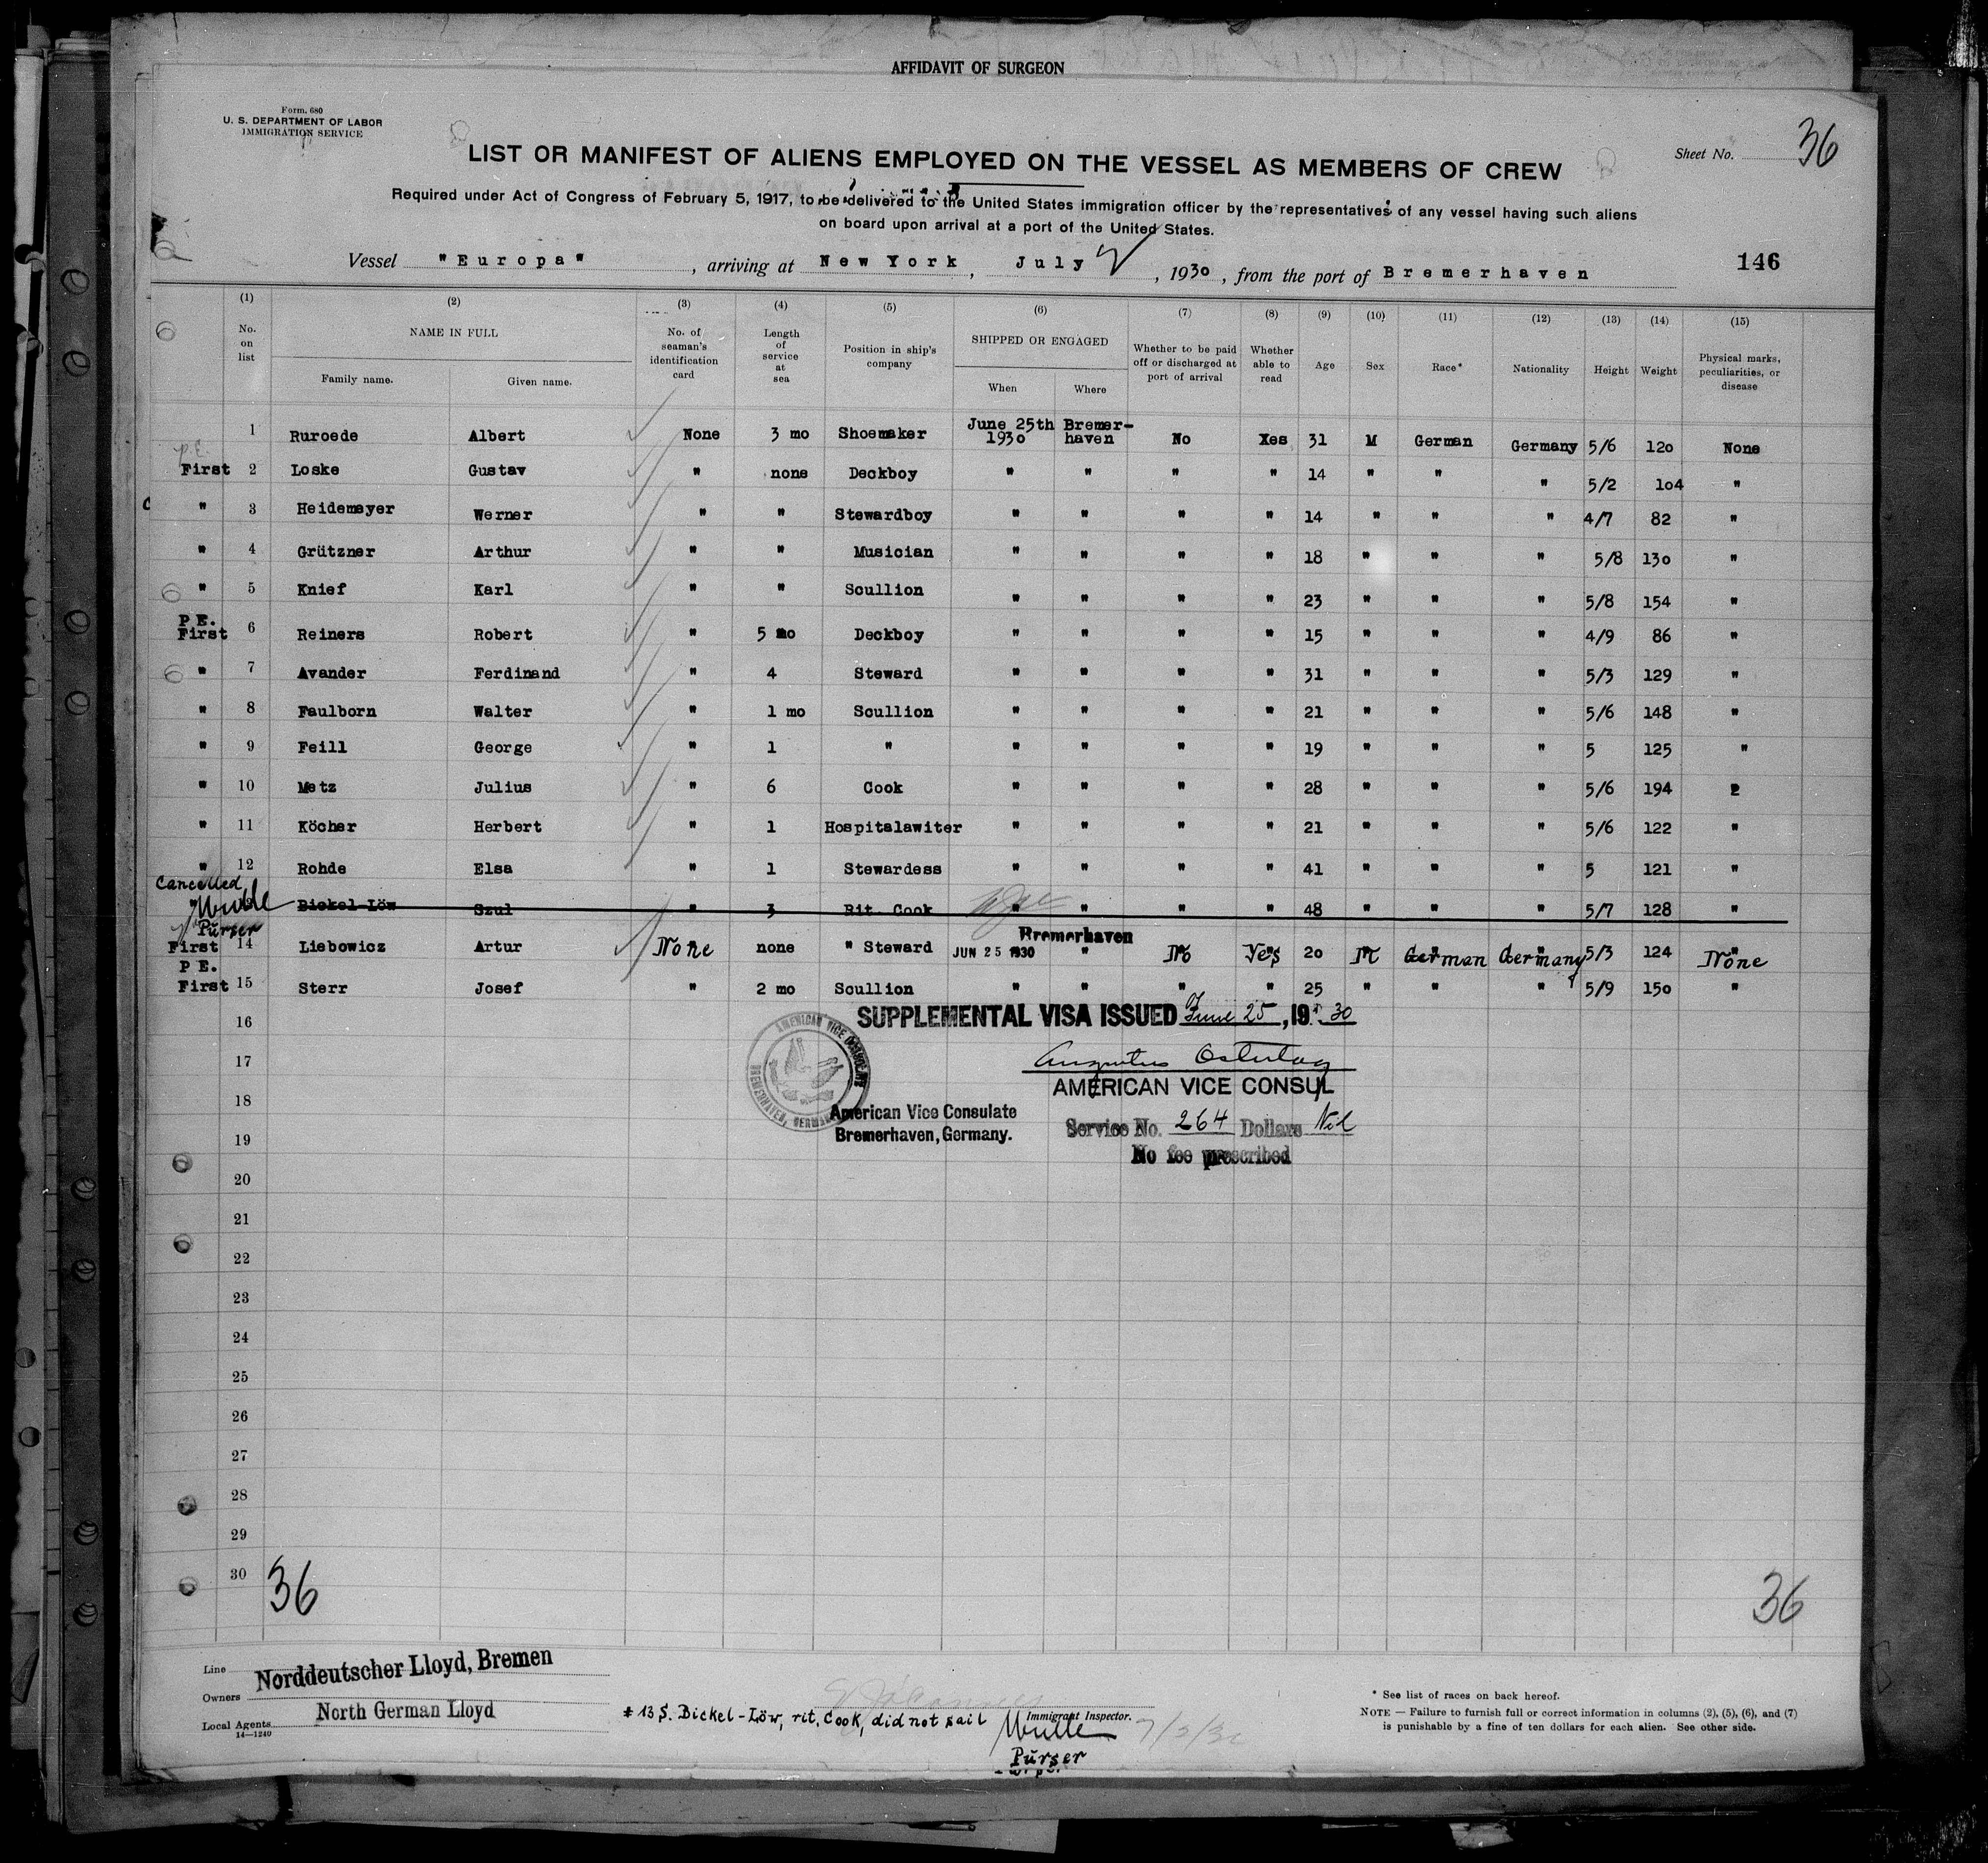 AFFIDAVIT OF SURGEON
Form. 680
U. S. DEPARTMENT OF LABOR
IMMIGRATION SERVICE
Sheet No. 36
LIST OR MANIFEST OF ALIENS EMPLOYED ON THE VESSEL AS MEMBERS OF CREW
Required under Act of Congress of February 5, 1917, to be delivered to the United States immigration officer by the representatives of any vessel having such aliens
on board upon arrival at a port of the United States.
Vessel "Europa", arriving at New York, July, 1930, from the port of Bremerhaven
146
(1) (2) (3) (4) (5) (6) (7) (8) (9) (10) (11) (12) (13) (14) (15)
No. on list
NAME IN FULL
Family name. Given name.
No. of seaman's identification card
Length of service at sea
Position in ship's company
SHIPPED OR ENGAGED
When Where
Whether to be paid off or discharged at port of arrival
Whether able to read
Age
Sex
Race*
Nationality
Height
Weight
Physical marks, peculiarities, or disease
1 Ruroede Albert None 3 mo Shoemaker June 25th 1930 Bremer-haven No Xes 31 M German Germany 5/6 120 None
P.E.
First 2 Loske Gustav " none Deckboy " " " " 14 " " " 5/2 104 "
" 3 Heidemeyer Werner " " Stewardboy " " " " 14 " " " 4/7 82 "
" 4 Grützner Arthur " " Musician " " " " 18 " " " 5/8 130 "
" 5 Knief Karl " " Scullion " " " " 23 " " " 5/8 154 "
P E.
First 6 Reiners Robert " 5 mo Deckboy " " " " 15 " " " 4/9 86 "
" 7 Avander Ferdinand " 4 Steward " " " " 31 " " " 5/3 129 "
" 8 Faulborn Walter " 1 mo Scullion " " " " 21 " " " 5/6 148 "
" 9 Feill George " 1 " " " " " 19 " " " 5 125 "
" 10 Metz Julius " 6 Cook " " " " 28 " " " 5/6 194 2
" 11 Köcher Herbert " 1 Hospitalawiter " " " " 21 " " " 5/6 122 "
" 12 Rohde Elsa " 1 Stewardess " " " " 41 " " " 5 121 "
Cancelled
13 Bickel-Löw Szul " 3 Rit. Cook " " " " 48 " " " 5/7 128 "
Purser
Bremerhaven
First 14 Liebowicz Artur None none " Steward JUN 25 1930 " No Yes 20 M German Germany 5/3 124 None
P E.
First 15 Sterr Josef " 2 mo Scullion " " " " 25 " " " 5/9 150 "
16
SUPPLEMENTAL VISA ISSUED June 25, 1930
17
AMERICAN VICE CONSUL
18
American Vice Consulate
Bremerhaven, Germany.
Service No. 264 Dollars Nil
No fee prescribed
19
20
21
22
23
24
25
26
27
28
29
30
36
36
Line Norddeutscher Lloyd, Bremen
Owners
North German Lloyd
Local Agents
14—1240
# 13 S. Bickel-Löw, rit. Cook, did not sail
Immigrant Inspector.
Purser
* See list of races on back hereof.
NOTE — Failure to furnish full or correct information in columns (2), (5), (6), and (7)
is punishable by a fine of ten dollars for each alien. See other side.